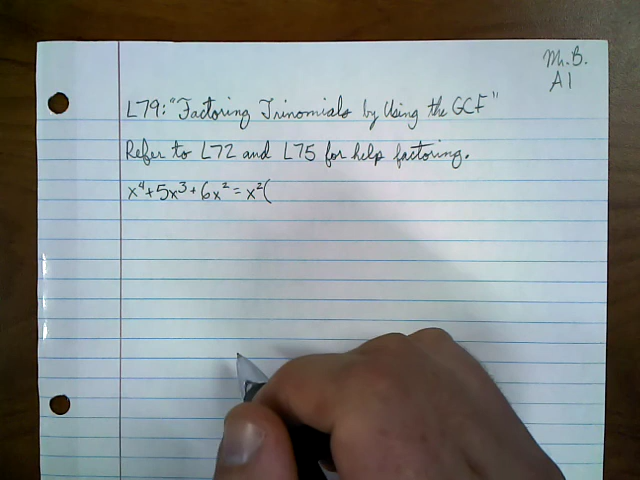 Mr. B.
A1
L79: "Factoring Trinomials by Using the GCF"
Refer to L72 and L75 for help factoring.
x⁴+5x³+6x² = x²(